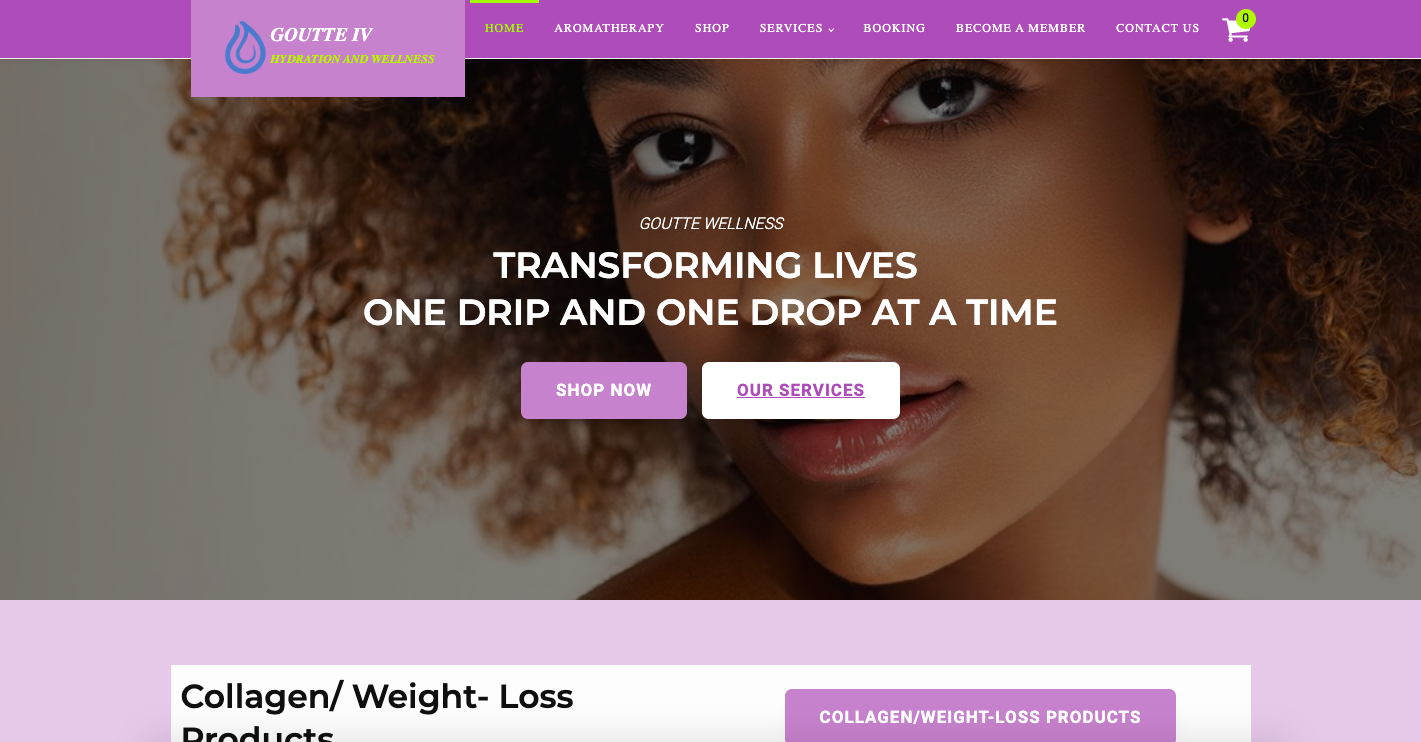 GOUTTE IV
HYDRATION AND WELLNESS
HOME
AROMATHERAPY
SHOP
SERVICES
BOOKING
BECOME A MEMBER
CONTACT US
0
GOUTTE WELLNESS
TRANSFORMING LIVES
ONE DRIP AND ONE DROP AT A TIME
SHOP NOW
OUR SERVICES
Collagen/ Weight- Loss
Products
COLLAGEN/WEIGHT-LOSS PRODUCTS